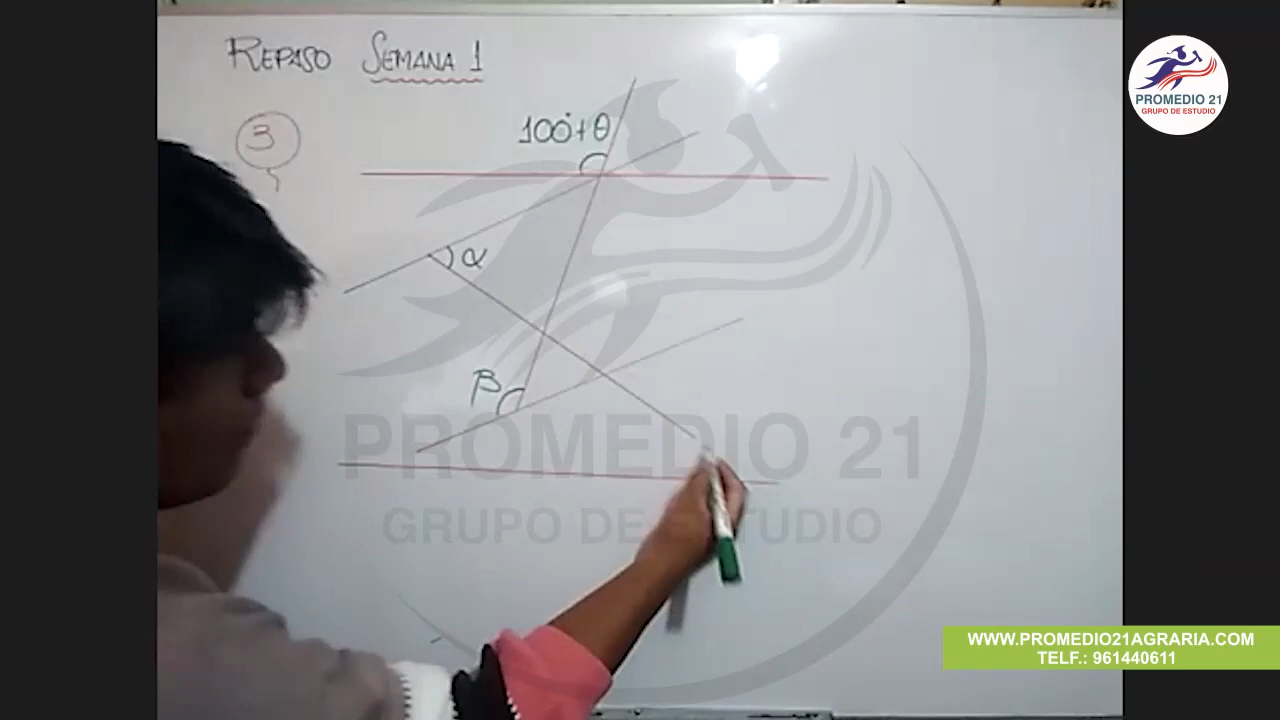 REPASO SEMANA 1
3
100°+θ
α
β
PROMEDIO 21
GRUPO DE ESTUDIO
PROMEDIO 21
GRUPO DE ESTUDIO
WWW.PROMEDIO21AGRARIA.COM
TELF.: 961440611